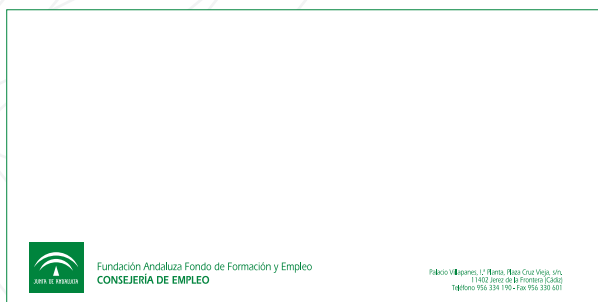 JUNTA DE ANDALUCIA
Fundación Andaluza Fondo de Formación y Empleo
CONSEJERÍA DE EMPLEO
Palacio Villapanes, 1.ª Planta, Plaza Cruz Vieja, s/n.
11402 Jerez de la Frontera (Cádiz)
Teléfono 956 334 190 - Fax 956 330 601